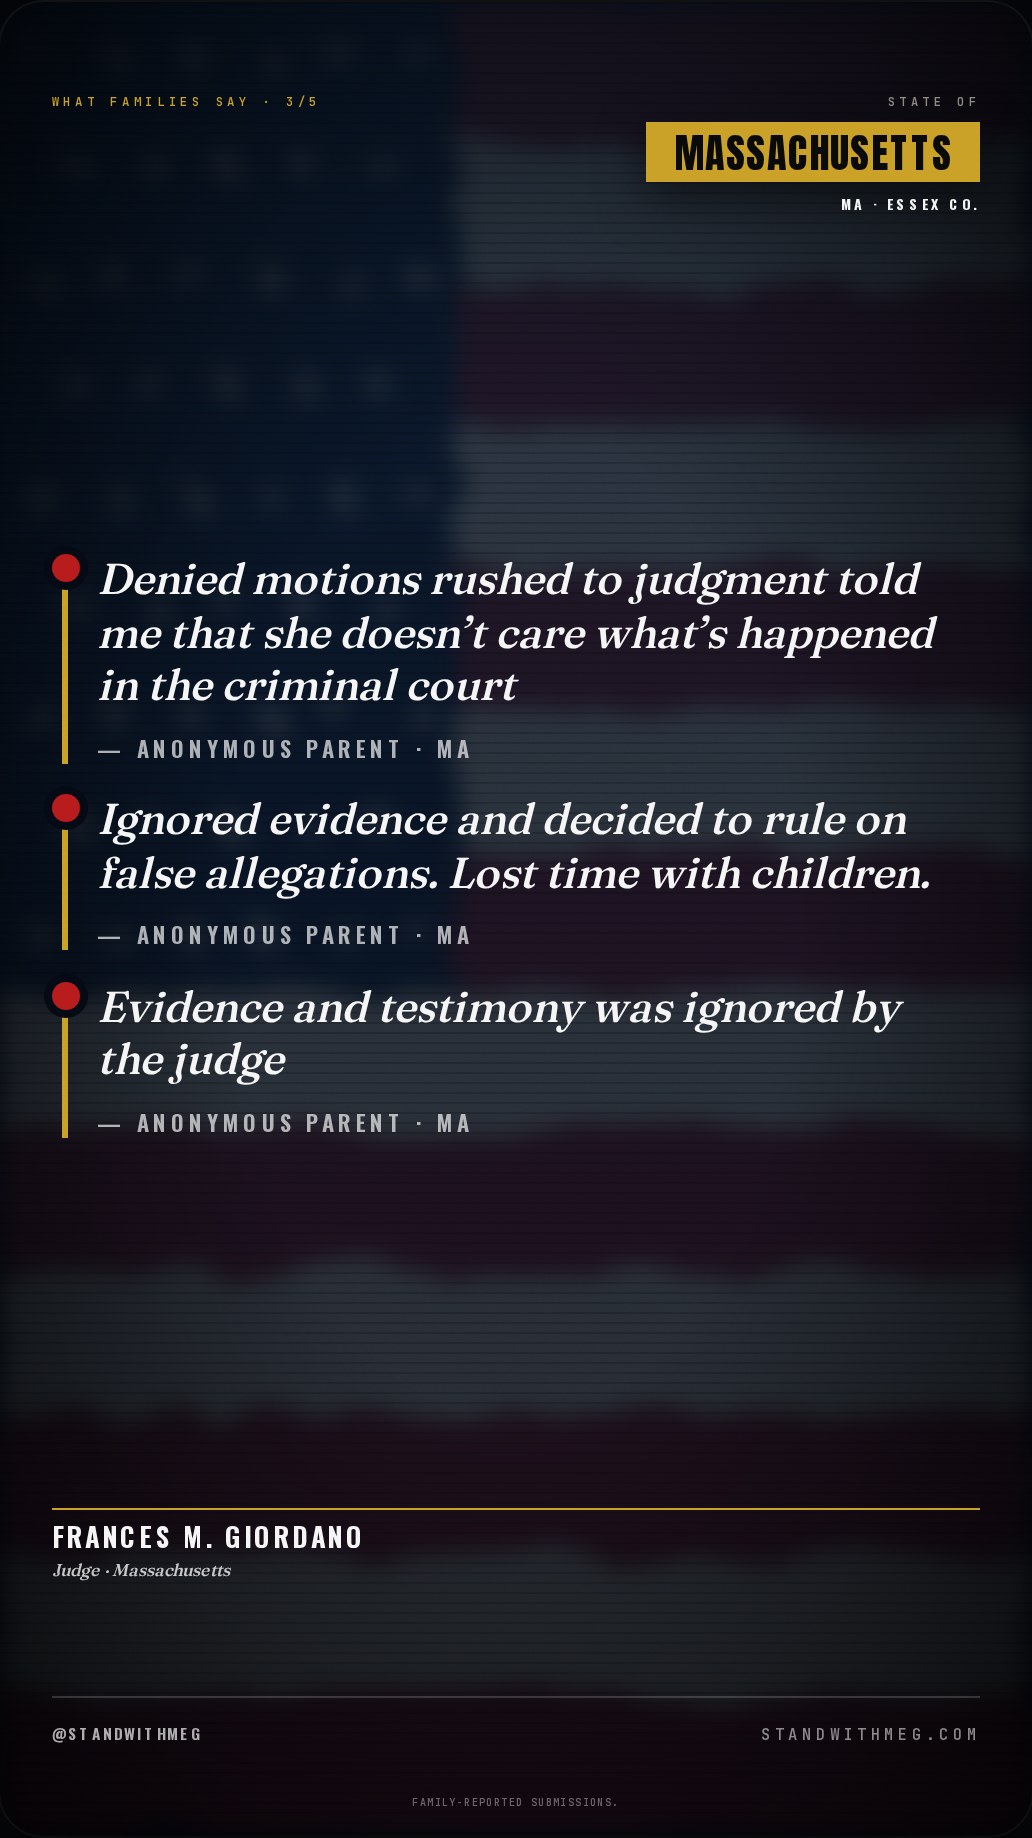 WHAT FAMILIES SAY · 3/5
STATE OF
MASSACHUSETTS
MA · ESSEX CO.
Denied motions rushed to judgment told
me that she doesn’t care what’s happened
in the criminal court
— ANONYMOUS PARENT · MA
Ignored evidence and decided to rule on
false allegations. Lost time with children.
— ANONYMOUS PARENT · MA
Evidence and testimony was ignored by
the judge
— ANONYMOUS PARENT · MA
FRANCES M. GIORDANO
Judge · Massachusetts
@STANDWITHMEG
STANDWITHMEG.COM
FAMILY-REPORTED SUBMISSIONS.